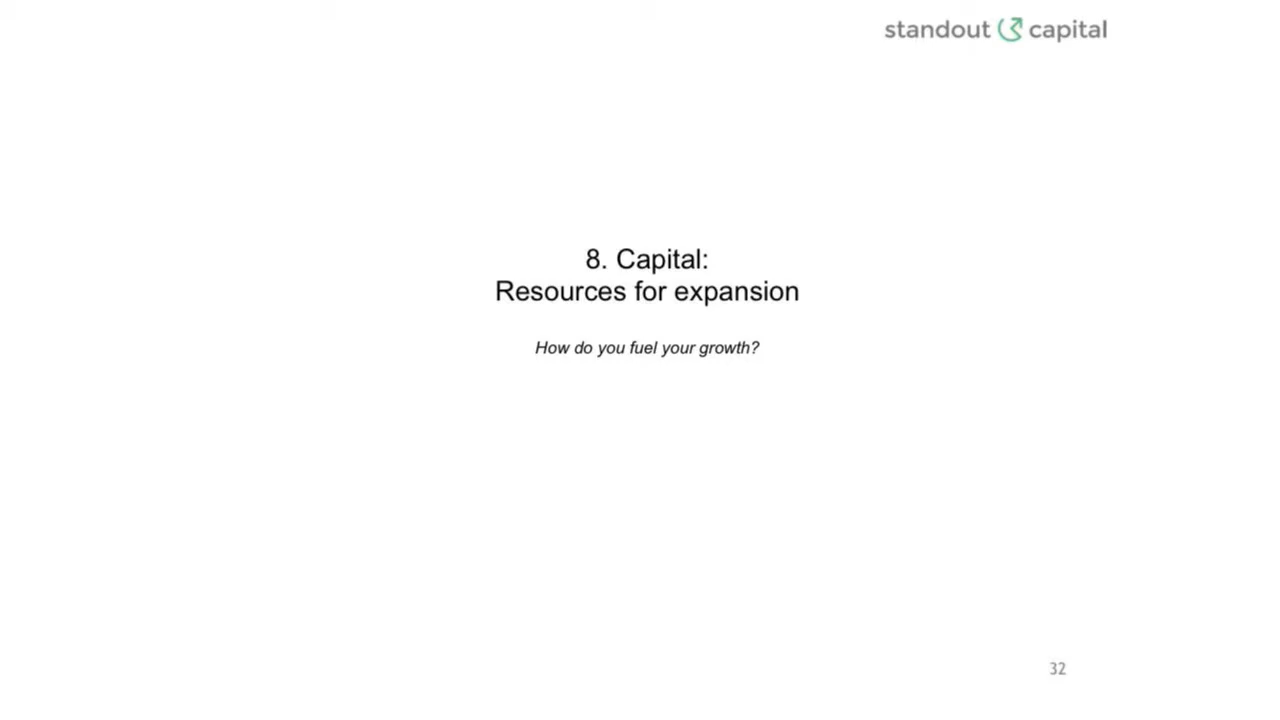 standout capital
8. Capital:
Resources for expansion
How do you fuel your growth?
32